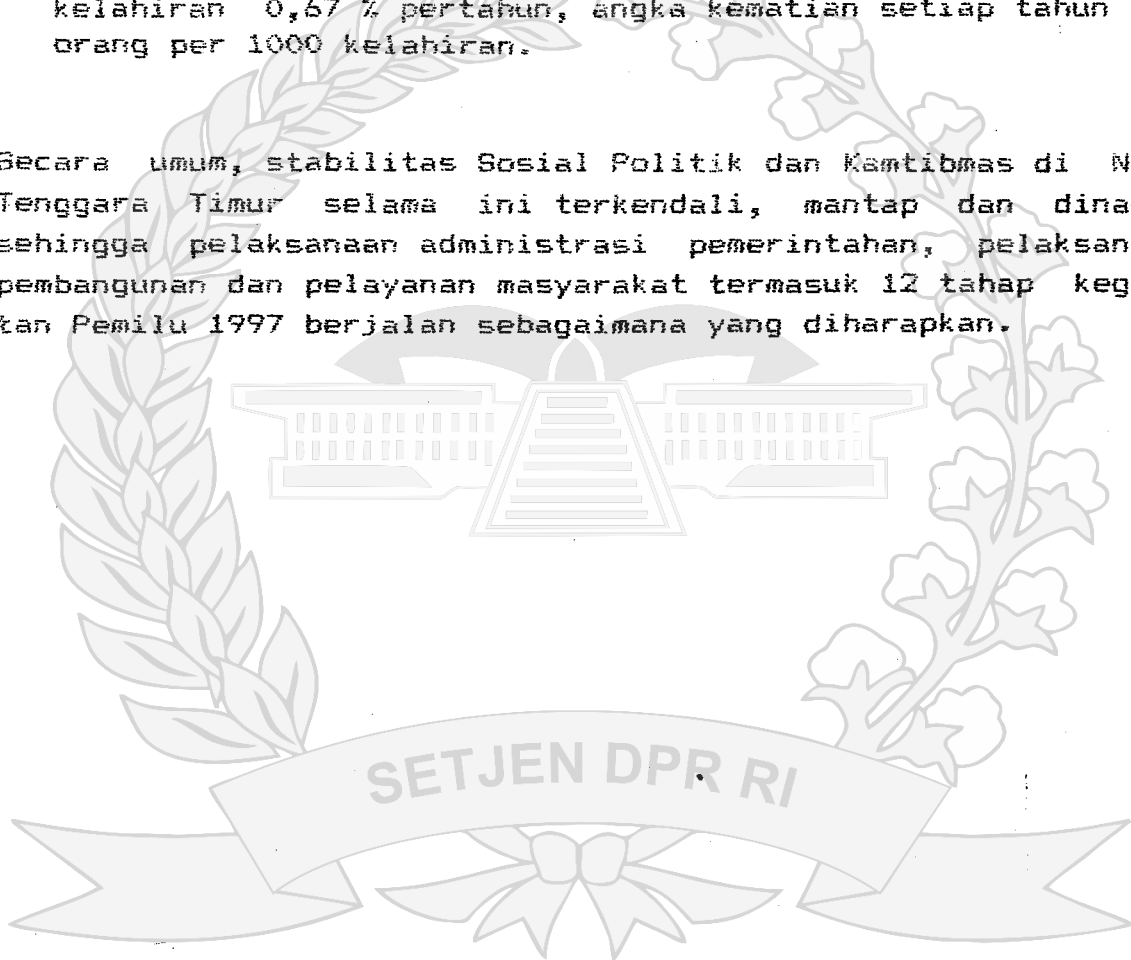 kelahiran 0,67 % pertahun, angka kematian setiap tahun
orang per 1000 kelahiran.
Secara umum, stabilitas Sosial Politik dan Kamtibmas di N
Tenggara Timur selama ini terkendali, mantap dan dina
sehingga pelaksanaan administrasi pemerintahan, pelaksan
pembangunan dan pelayanan masyarakat termasuk 12 tahap keg
tan Pemilu 1997 berjalan sebagaimana yang diharapkan.
SETJEN DPR RI